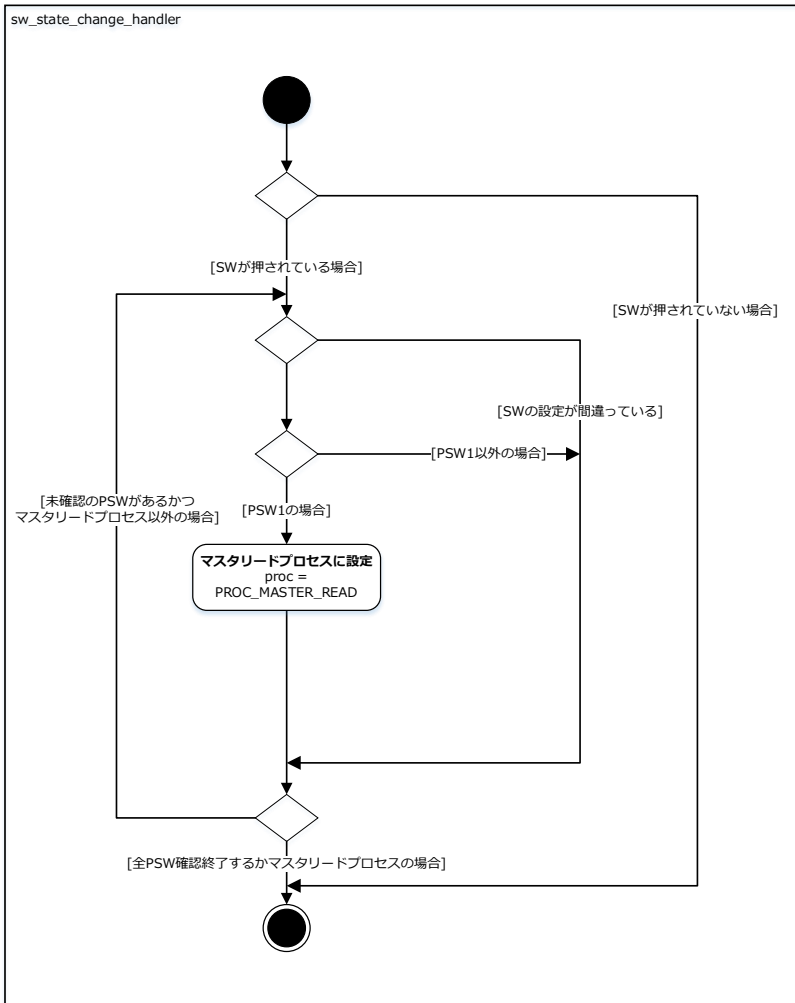 sw_state_change_handler
[SWが押されている場合]
[SWが押されていない場合]
[SWの設定が間違っている]
[PSW1以外の場合]
[未確認のPSWがあるかつ
マスタリードプロセス以外の場合]
[PSW1の場合]
マスタリードプロセスに設定
proc =
PROC_MASTER_READ
[全PSW確認終了するかマスタリードプロセスの場合]